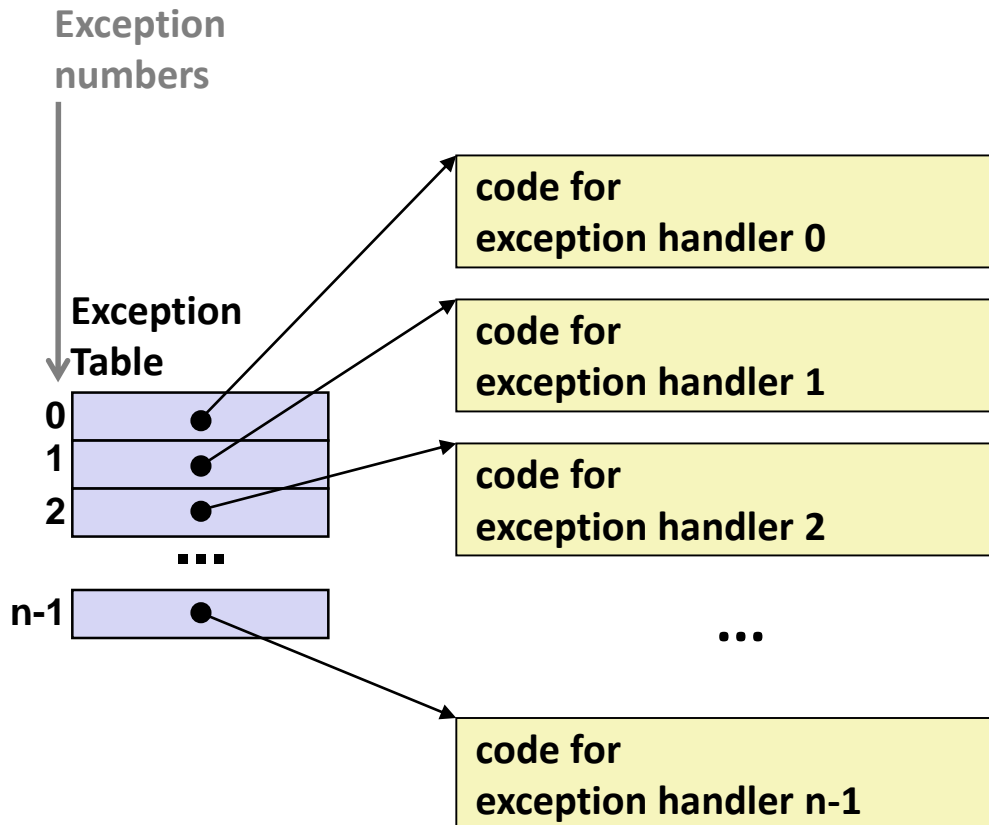 Exception
numbers
code for
exception handler 0
Exception
Table
code for
exception handler 1
0
1
2
code for
exception handler 2
...
n-1
...
code for
exception handler n-1